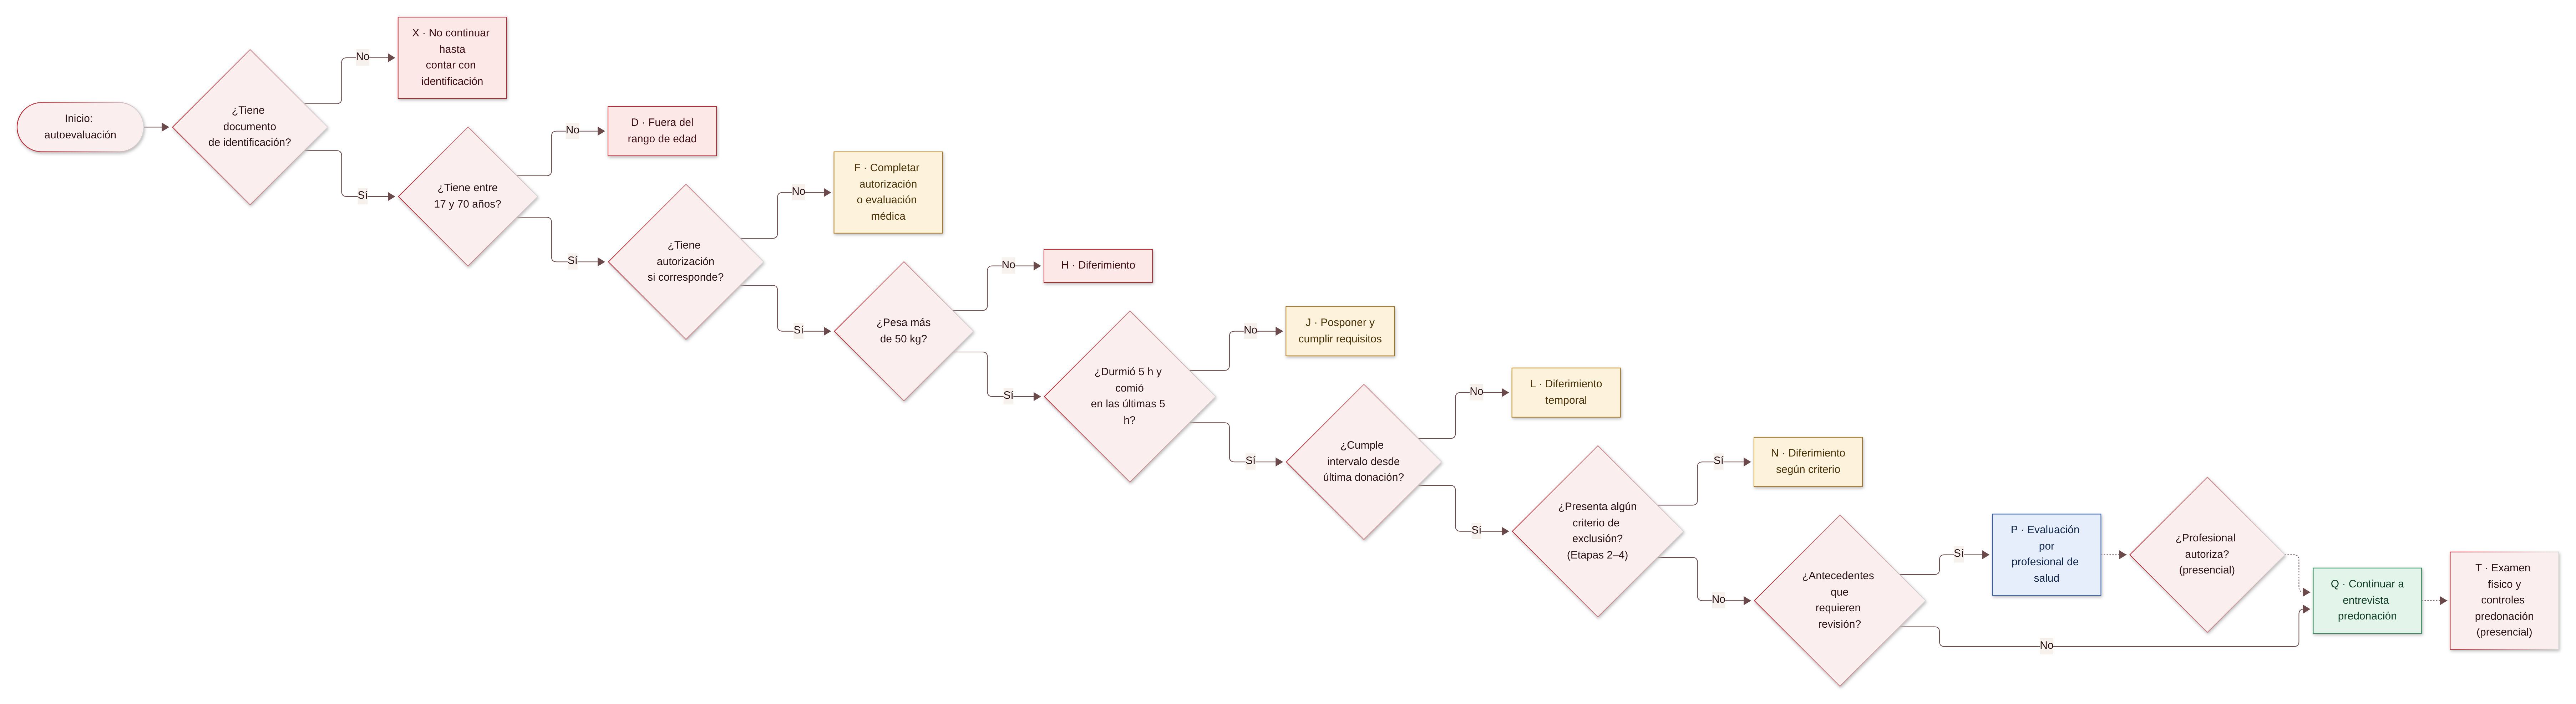 Inicio:
autoevaluación
¿Tiene
documento
de identificación?
No
X · No continuar
hasta
contar con
identificación
Sí
¿Tiene entre
17 y 70 años?
No
D · Fuera del
rango de edad
Sí
¿Tiene
autorización
si corresponde?
No
F · Completar
autorización
o evaluación
médica
Sí
¿Pesa más
de 50 kg?
No
H · Diferimiento
Sí
¿Durmió 5 h y
comió
en las últimas 5
h?
No
J · Posponer y
cumplir requisitos
Sí
¿Cumple
intervalo desde
última donación?
No
L · Diferimiento
temporal
Sí
¿Presenta algún
criterio de
exclusión?
(Etapas 2–4)
Sí
N · Diferimiento
según criterio
No
¿Antecedentes
que
requieren
revisión?
Sí
P · Evaluación
por
profesional de
salud
No
¿Profesional
autoriza?
(presencial)
Q · Continuar a
entrevista
predonación
T · Examen
físico y
controles
predonación
(presencial)